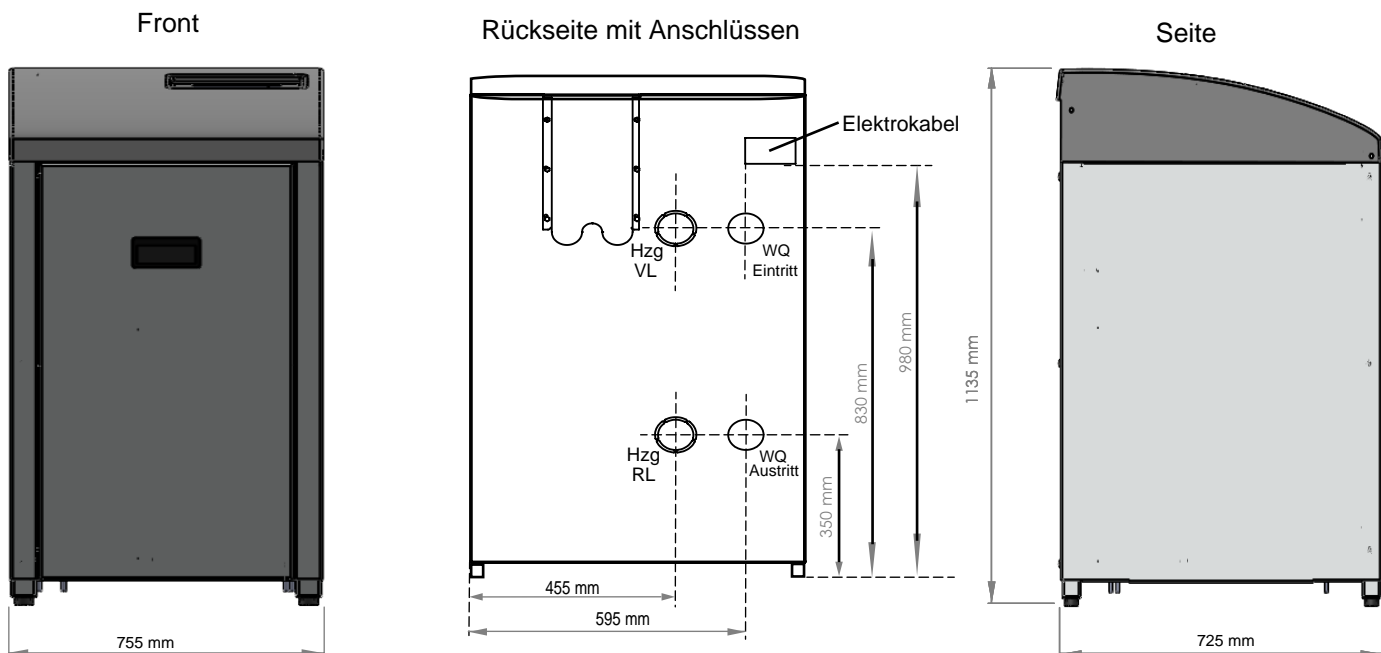 Front
Rückseite mit Anschlüssen
Seite
Elektrokabel
Hzg
VL
WQ
Eintritt
Hzg
RL
WQ
Austritt
350 mm
830 mm
980 mm
1135 mm
455 mm
595 mm
755 mm
725 mm